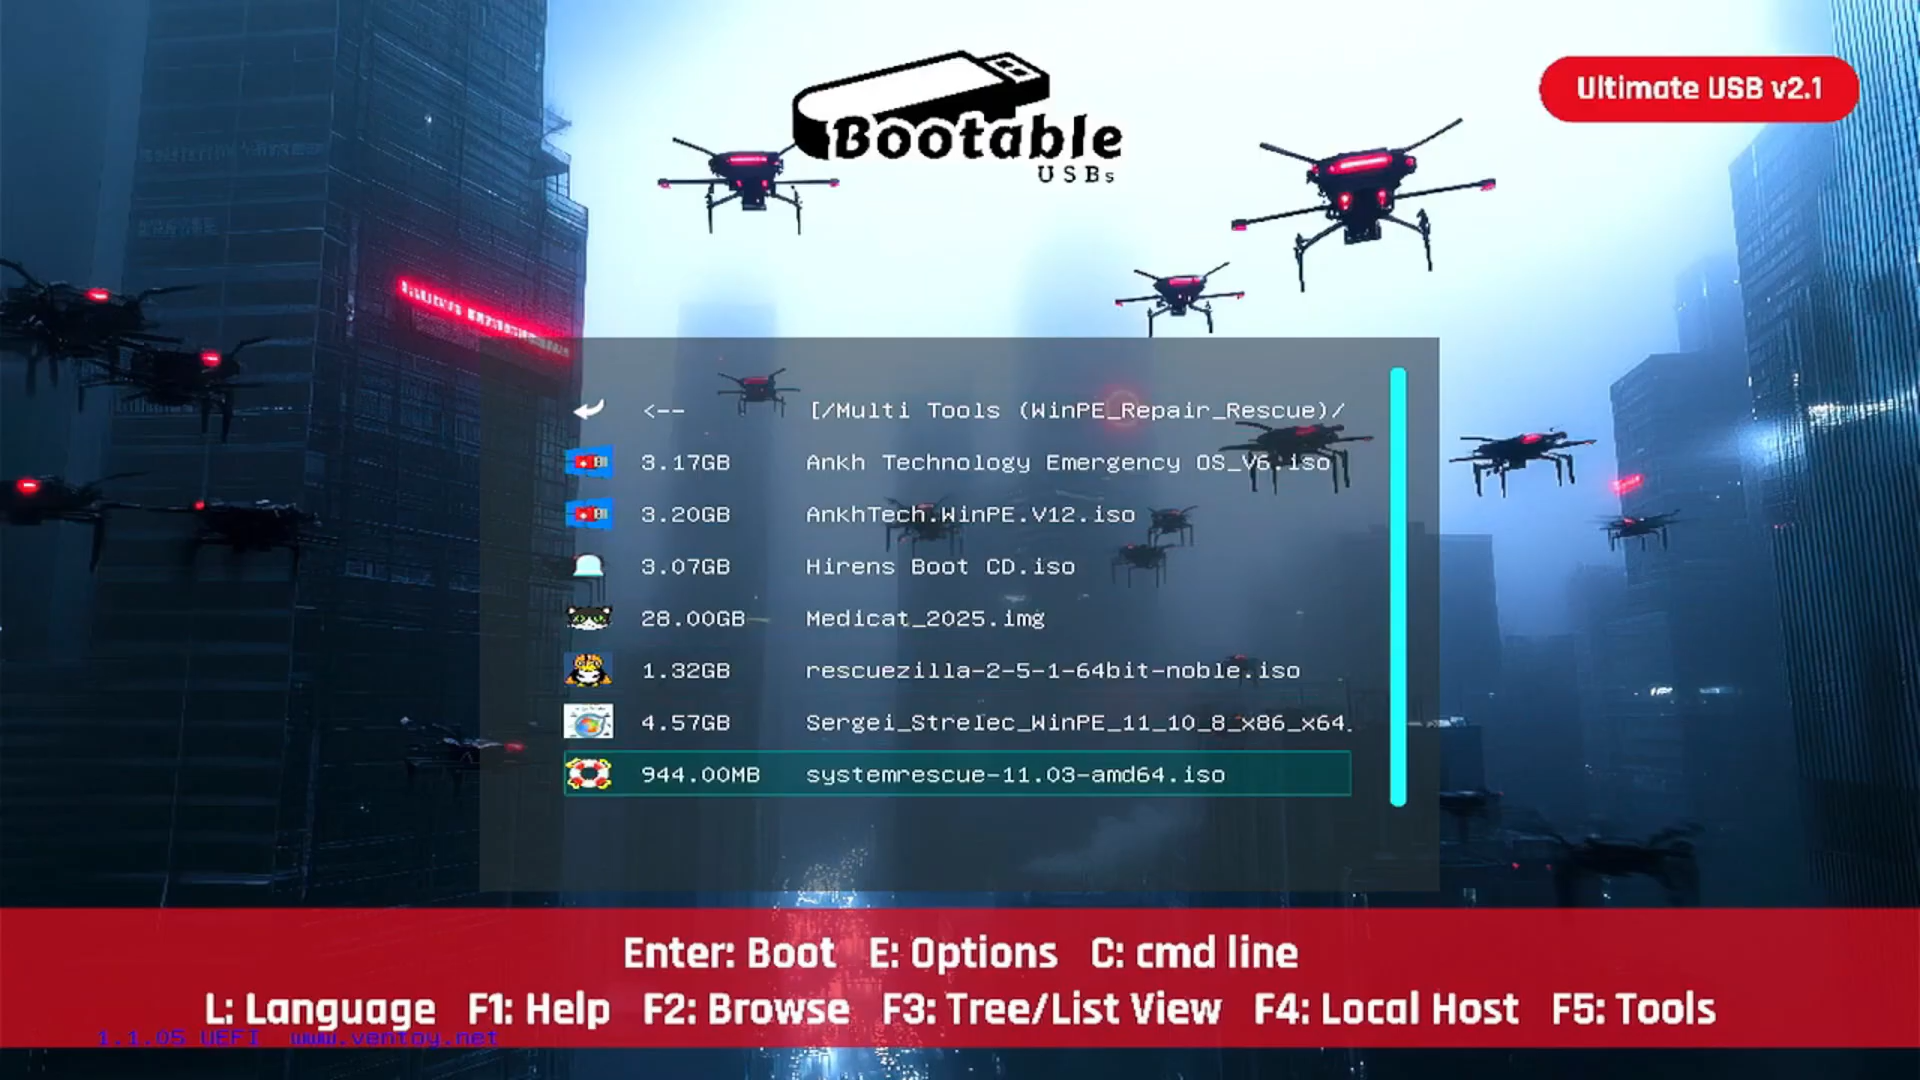 Bootable
USBs
Ultimate USB v2.1
<-- [/Multi Tools (WinPE_Repair_Rescue)/
3.17GB Ankh Technology Emergency OS_V6.iso
3.20GB AnkhTech.WinPE.V12.iso
3.07GB Hirens Boot CD.iso
28.00GB Medicat_2025.img
1.32GB rescuezilla-2-5-1-64bit-noble.iso
4.57GB Sergei_Strelec_WinPE_11_10_8_x86_x64.
944.00MB systemrescue-11.03-amd64.iso
Enter: Boot E: Options C: cmd line
L: Language F1: Help F2: Browse F3: Tree/List View F4: Local Host F5: Tools
1.1.05 UEFI www.ventoy.net